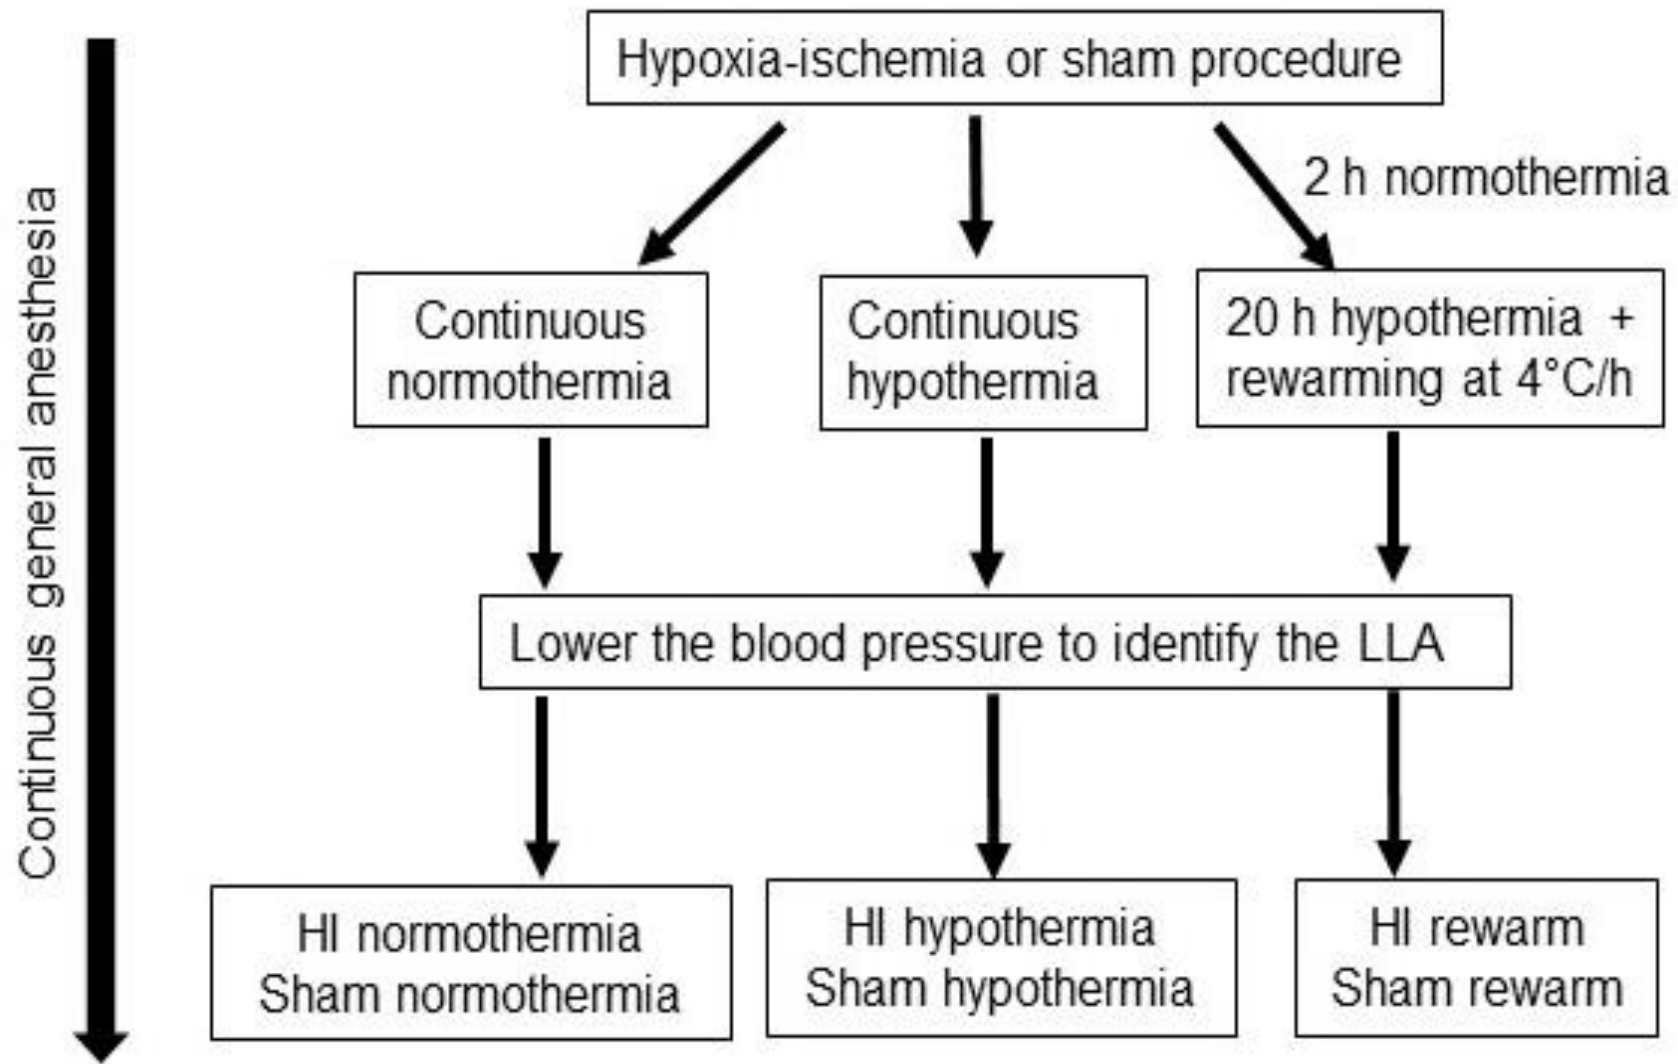 Hypoxia-ischemia or sham procedure
2 h normothermia
Continuous general anesthesia
Continuous
normothermia
Continuous
hypothermia
20 h hypothermia +
rewarming at 4°C/h
Lower the blood pressure to identify the LLA
HI normothermia
Sham normothermia
HI hypothermia
Sham hypothermia
HI rewarm
Sham rewarm